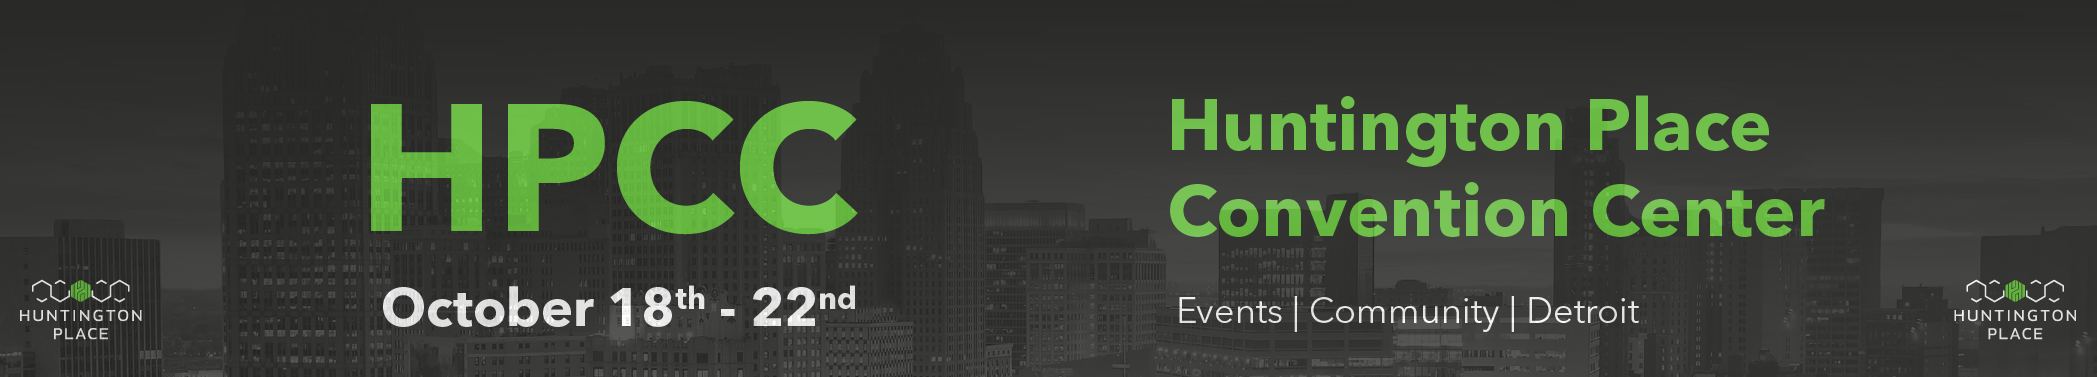 HPCC
October 18th - 22nd
Huntington Place
Convention Center
Events | Community | Detroit
HUNTINGTON
PLACE
HUNTINGTON
PLACE